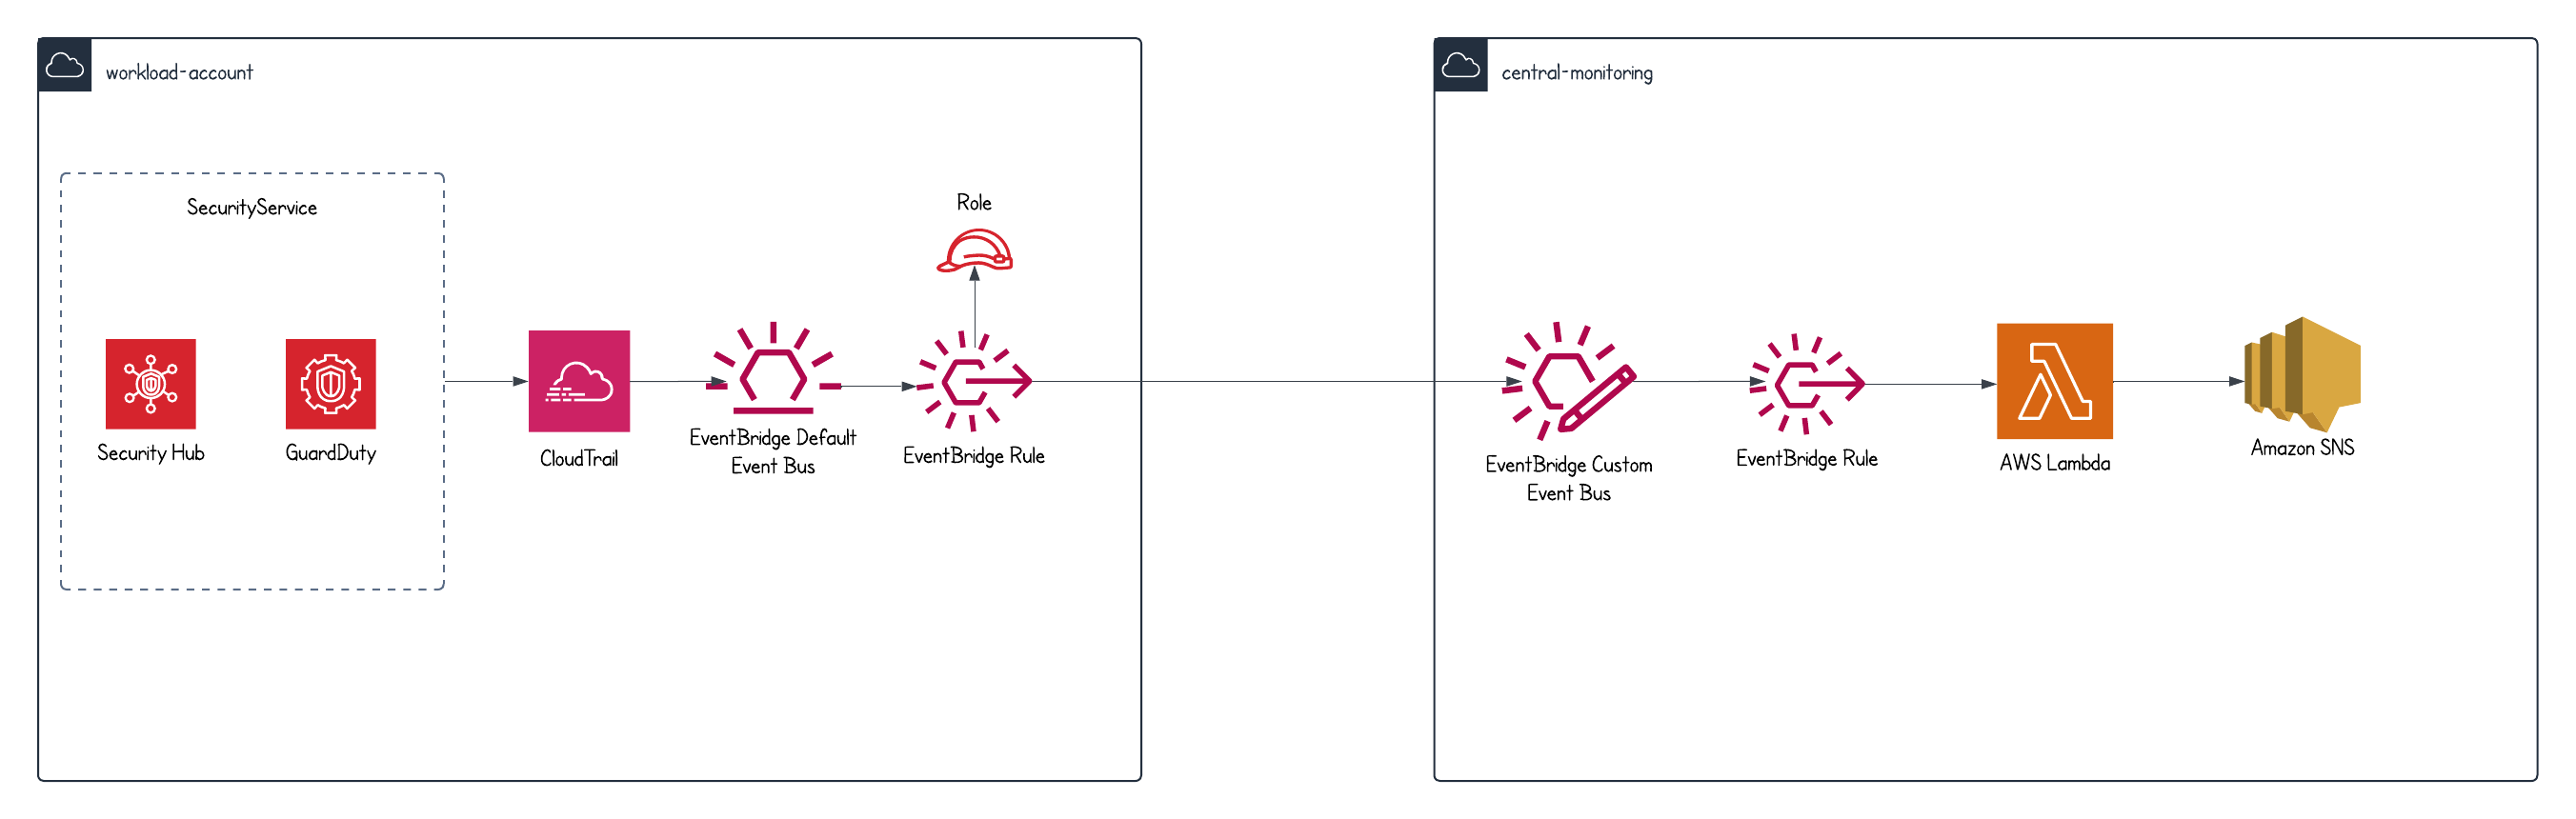 workload-account
SecurityService
Security Hub
GuardDuty
CloudTrail
EventBridge Default
Event Bus
Role
EventBridge Rule
central-monitoring
EventBridge Custom
Event Bus
EventBridge Rule
AWS Lambda
Amazon SNS